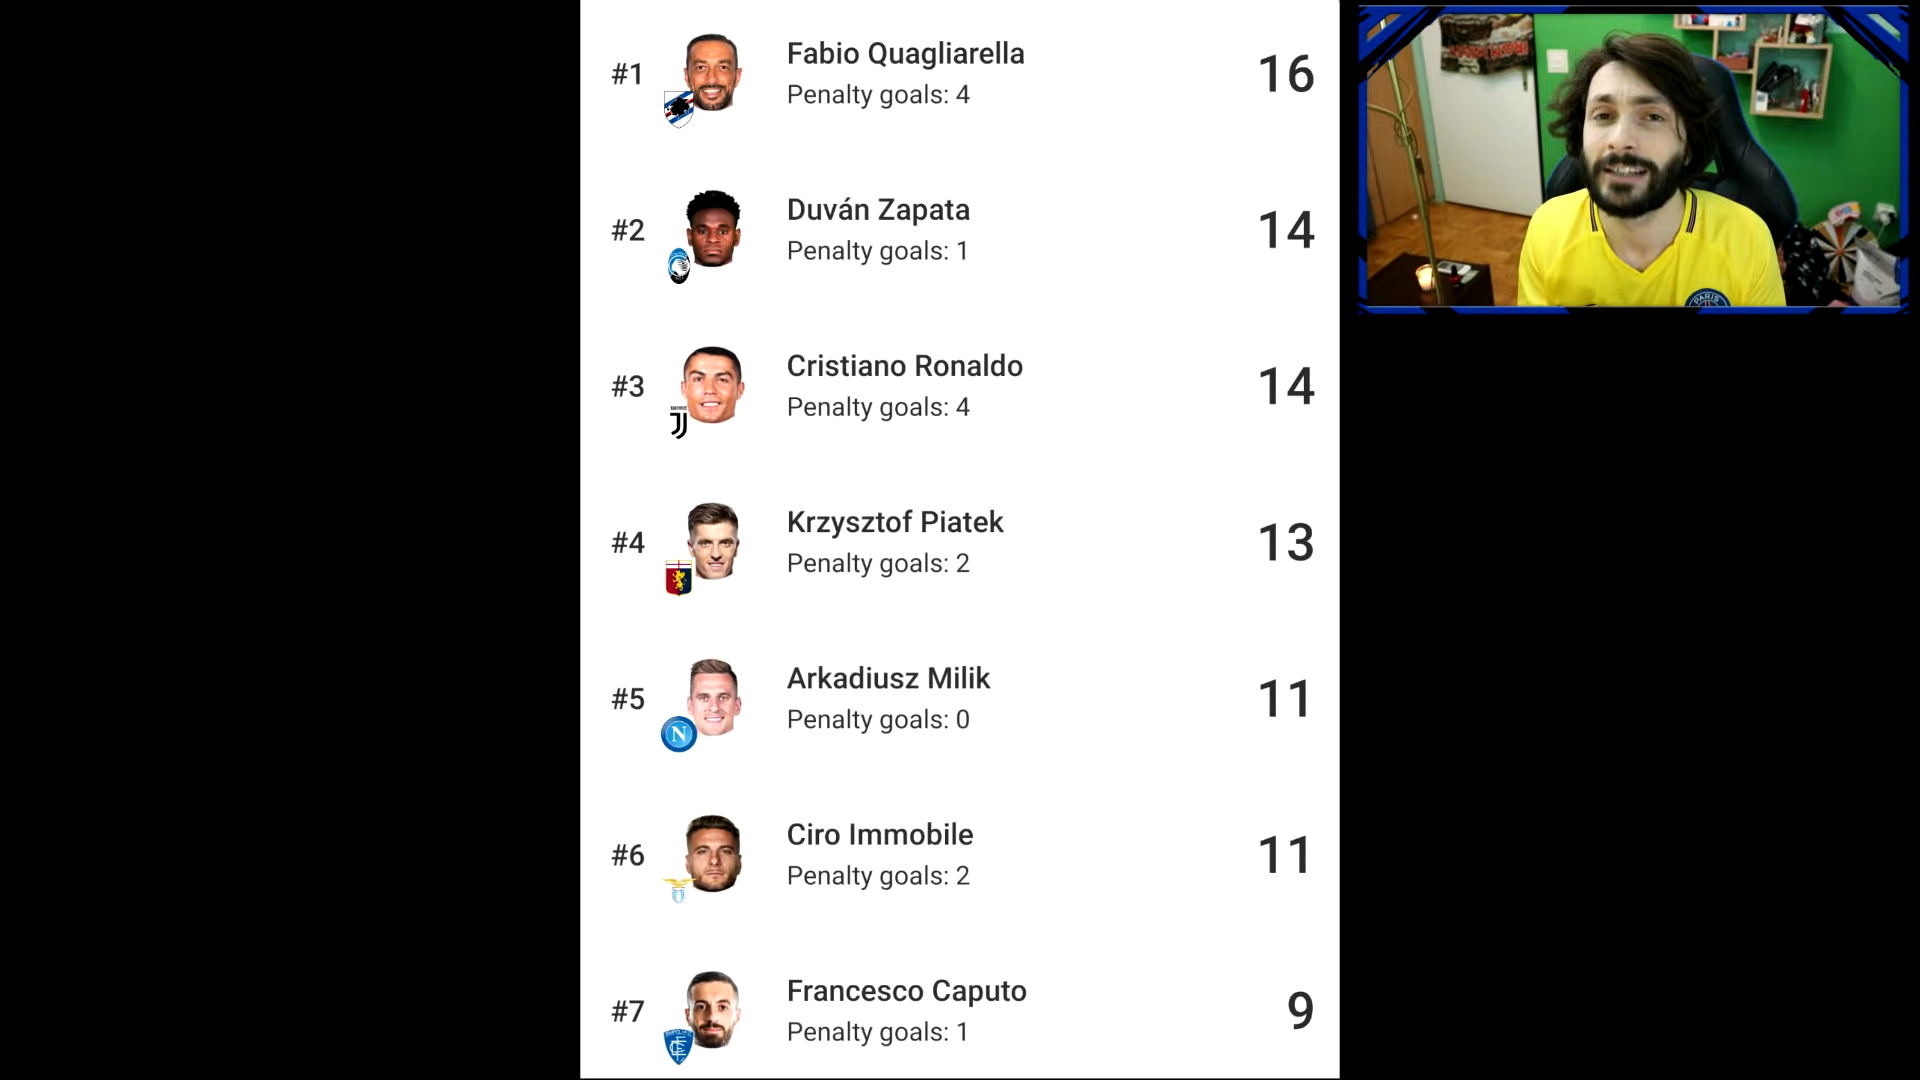 #1
Fabio Quagliarella
Penalty goals: 4
16
#2
Duván Zapata
Penalty goals: 1
14
#3
Cristiano Ronaldo
Penalty goals: 4
14
#4
Krzysztof Piatek
Penalty goals: 2
13
#5
Arkadiusz Milik
Penalty goals: 0
11
N
#6
Ciro Immobile
Penalty goals: 2
11
#7
Francesco Caputo
Penalty goals: 1
9
PARIS